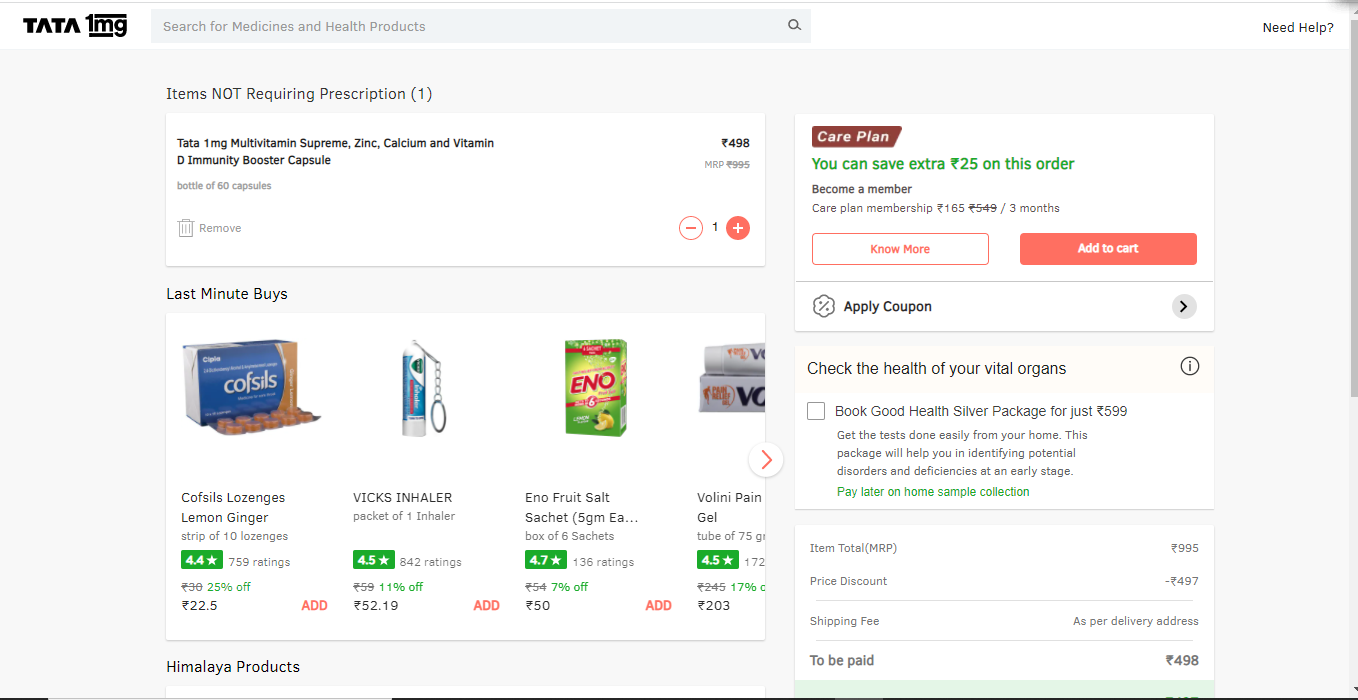 TATA 1mg
Search for Medicines and Health Products
Need Help?
Items NOT Requiring Prescription (1)
Tata 1mg Multivitamin Supreme, Zinc, Calcium and Vitamin
D Immunity Booster Capsule
₹498
MRP ₹995
bottle of 60 capsules
Remove
1
Last Minute Buys
Cipla
cofsils
ENO
LEMON
PAIN
RELIEF
VO
Cofsils Lozenges
Lemon Ginger
strip of 10 lozenges
4.4★ 759 ratings
₹30 25% off
₹22.5 ADD
VICKS INHALER
packet of 1 Inhaler
4.5★ 842 ratings
₹59 11% off
₹52.19 ADD
Eno Fruit Salt
Sachet (5gm Ea...
box of 6 Sachets
4.7★ 136 ratings
₹54 7% off
₹50 ADD
Volini Pain
Gel
tube of 75 gr
4.5★ 172
₹245 17% o
₹203
Himalaya Products
Care Plan
You can save extra ₹25 on this order
Become a member
Care plan membership ₹165 ₹549 / 3 months
Know More
Add to cart
Apply Coupon
Check the health of your vital organs
Book Good Health Silver Package for just ₹599
Get the tests done easily from your home. This
package will help you in identifying potential
disorders and deficiencies at an early stage.
Pay later on home sample collection
Item Total(MRP) ₹995
Price Discount -₹497
Shipping Fee As per delivery address
To be paid ₹498